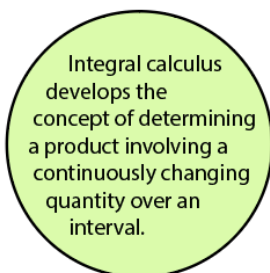 Integral calculus
develops the
concept of determining
a product involving a
continuously changing
quantity over an
interval.